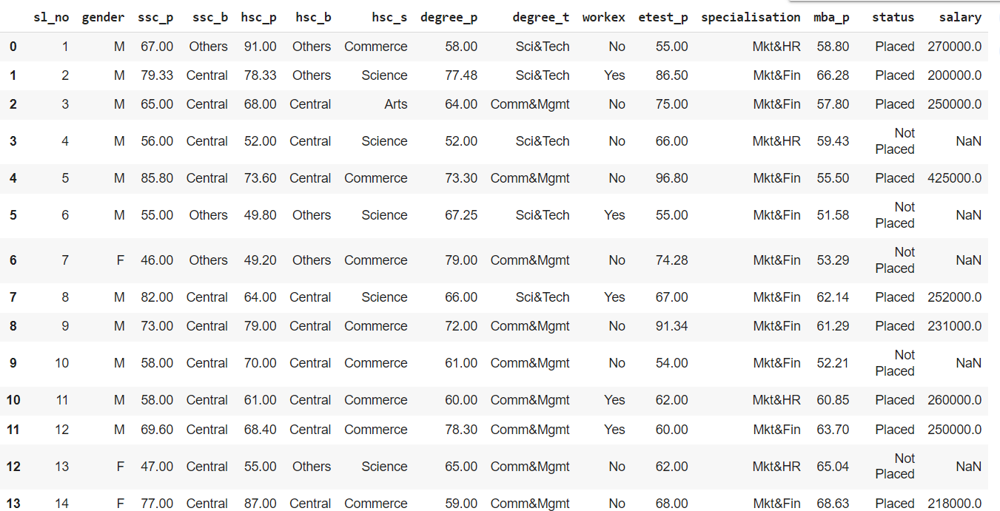 sl_no gender ssc_p ssc_b hsc_p hsc_b hsc_s degree_p degree_t workex etest_p specialisation mba_p status salary
0 1 M 67.00 Others 91.00 Others Commerce 58.00 Sci&Tech No 55.00 Mkt&HR 58.80 Placed 270000.0
1 2 M 79.33 Central 78.33 Others Science 77.48 Sci&Tech Yes 86.50 Mkt&Fin 66.28 Placed 200000.0
2 3 M 65.00 Central 68.00 Central Arts 64.00 Comm&Mgmt No 75.00 Mkt&Fin 57.80 Placed 250000.0
3 4 M 56.00 Central 52.00 Central Science 52.00 Sci&Tech No 66.00 Mkt&HR 59.43 Not Placed NaN
4 5 M 85.80 Central 73.60 Central Commerce 73.30 Comm&Mgmt No 96.80 Mkt&Fin 55.50 Placed 425000.0
5 6 M 55.00 Others 49.80 Others Science 67.25 Sci&Tech Yes 55.00 Mkt&Fin 51.58 Not Placed NaN
6 7 F 46.00 Others 49.20 Others Commerce 79.00 Comm&Mgmt No 74.28 Mkt&Fin 53.29 Not Placed NaN
7 8 M 82.00 Central 64.00 Central Science 66.00 Sci&Tech Yes 67.00 Mkt&Fin 62.14 Placed 252000.0
8 9 M 73.00 Central 79.00 Central Commerce 72.00 Comm&Mgmt No 91.34 Mkt&Fin 61.29 Placed 231000.0
9 10 M 58.00 Central 70.00 Central Commerce 61.00 Comm&Mgmt No 54.00 Mkt&Fin 52.21 Not Placed NaN
10 11 M 58.00 Central 61.00 Central Commerce 60.00 Comm&Mgmt Yes 62.00 Mkt&HR 60.85 Placed 260000.0
11 12 M 69.60 Central 68.40 Central Commerce 78.30 Comm&Mgmt Yes 60.00 Mkt&Fin 63.70 Placed 250000.0
12 13 F 47.00 Central 55.00 Others Science 65.00 Comm&Mgmt No 62.00 Mkt&HR 65.04 Not Placed NaN
13 14 F 77.00 Central 87.00 Central Commerce 59.00 Comm&Mgmt No 68.00 Mkt&Fin 68.63 Placed 218000.0